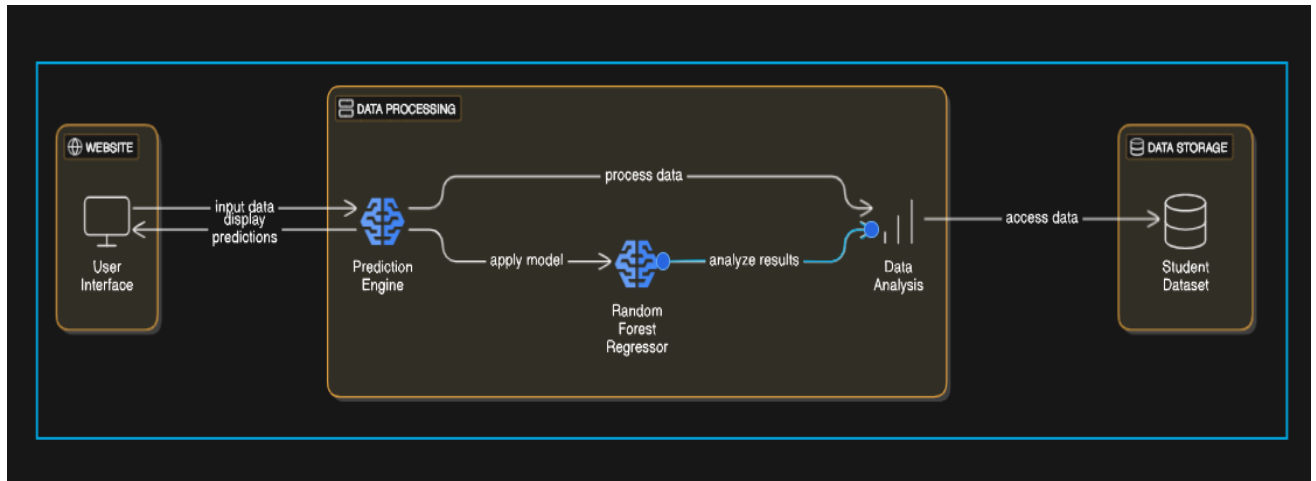 DATA PROCESSING
WEBSITE
DATA STORAGE
process data
input data
display
predictions
access data
User
Interface
Prediction
Engine
apply model
analyze results
Data
Analysis
Student
Dataset
Random
Forest
Regressor